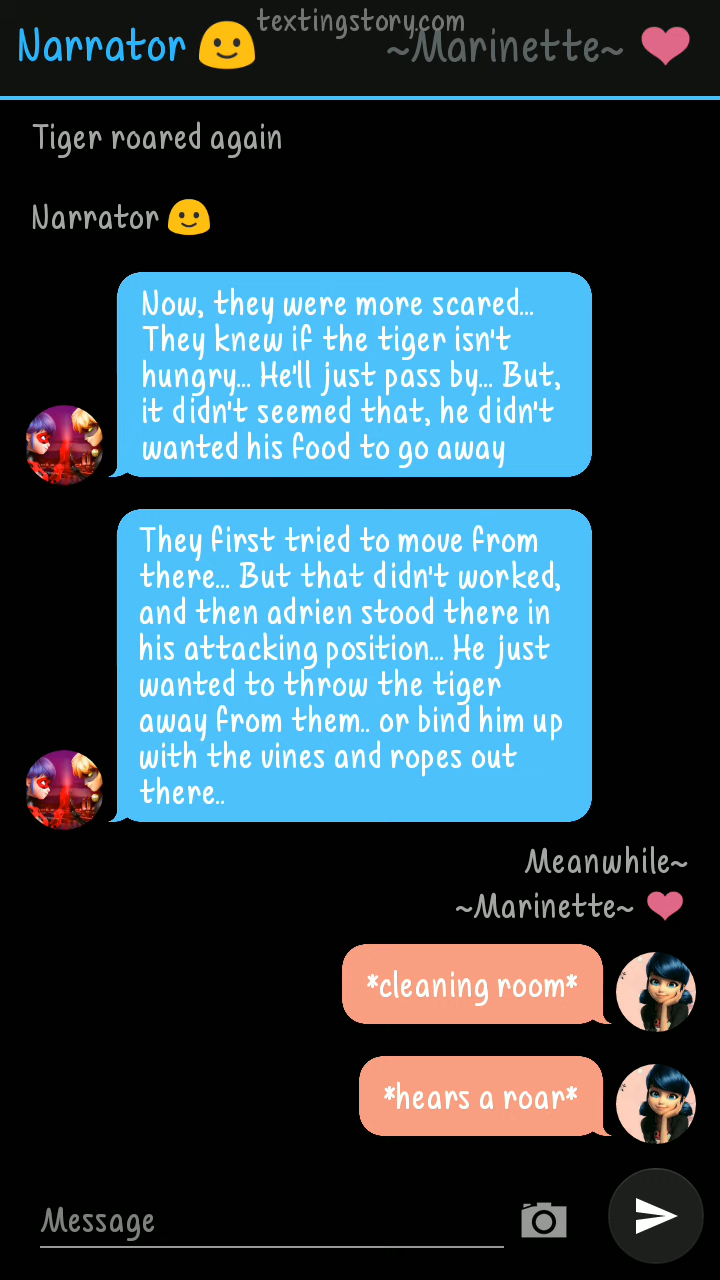 textingstory.com
Narrator 🙂 ~Marinette~ ❤
Tiger roared again
Narrator 🙂
Now, they were more scared...
They knew if the tiger isn't
hungry... He'll just pass by... But,
it didn't seemed that, he didn't
wanted his food to go away
They first tried to move from
there... But that didn't worked,
and then adrien stood there in
his attacking position... He just
wanted to throw the tiger
away from them.. or bind him up
with the vines and ropes out
there..
Meanwhile~
~Marinette~ ❤
*cleaning room*
*hears a roar*
Message